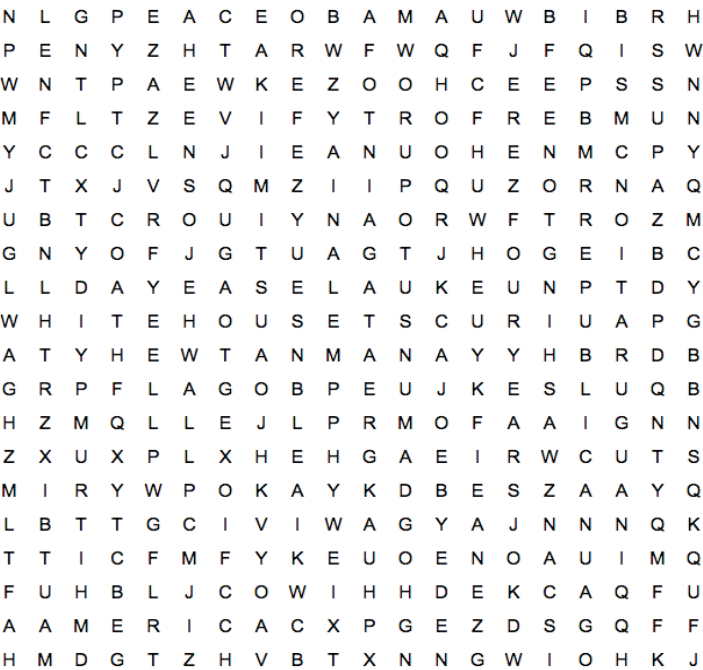 N L G P E A C E O B A M A U W B I B R H
P E N Y Z H T A R W F W Q F J F Q I S W
W N T P A E W K E Z O O H C E E P S S N
M F L T Z E V I F Y T R O F R E B M U N
Y C C C L N J I E A N U O H E N M C P Y
J T X J V S Q M Z I I P Q U Z O R N A Q
U B T C R O U I Y N A O R W F T R O Z M
G N Y O F J G T U A G T J H O G E I B C
L L D A Y E A S E L A U K E U N P T D Y
W H I T E H O U S E T S C U R I U A P G
A T Y H E W T A N M A N A Y Y H B R D B
G R P F L A G O B P E U J K E S L U Q B
H Z M Q L L E J L P R M O F A A I G N N
Z X U X P L X H E H G A E I R W C U T S
M I R Y W P O K A Y K D B E S Z A A Y Q
L B T T G C I V I W A G Y A J N N N Q K
T T I C F M F Y K E U O E N O A U I M Q
F U H B L J C O W I H H D E K C A Q F U
A A M E R I C A C X P G E Z D S G Q F F
H M D G T Z H V B T X N N G W I O H K J